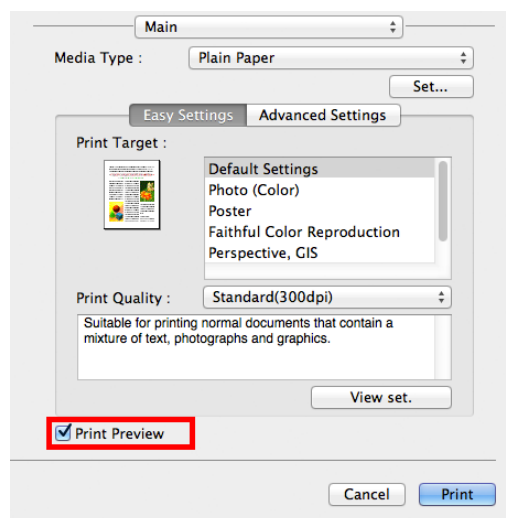 Main
Media Type : Plain Paper
Set...
Easy Settings Advanced Settings
Print Target :
Default Settings
Photo (Color)
Poster
Faithful Color Reproduction
Perspective, GIS
Print Quality : Standard(300dpi)
Suitable for printing normal documents that contain a
mixture of text, photographs and graphics.
View set.
Print Preview
Cancel Print